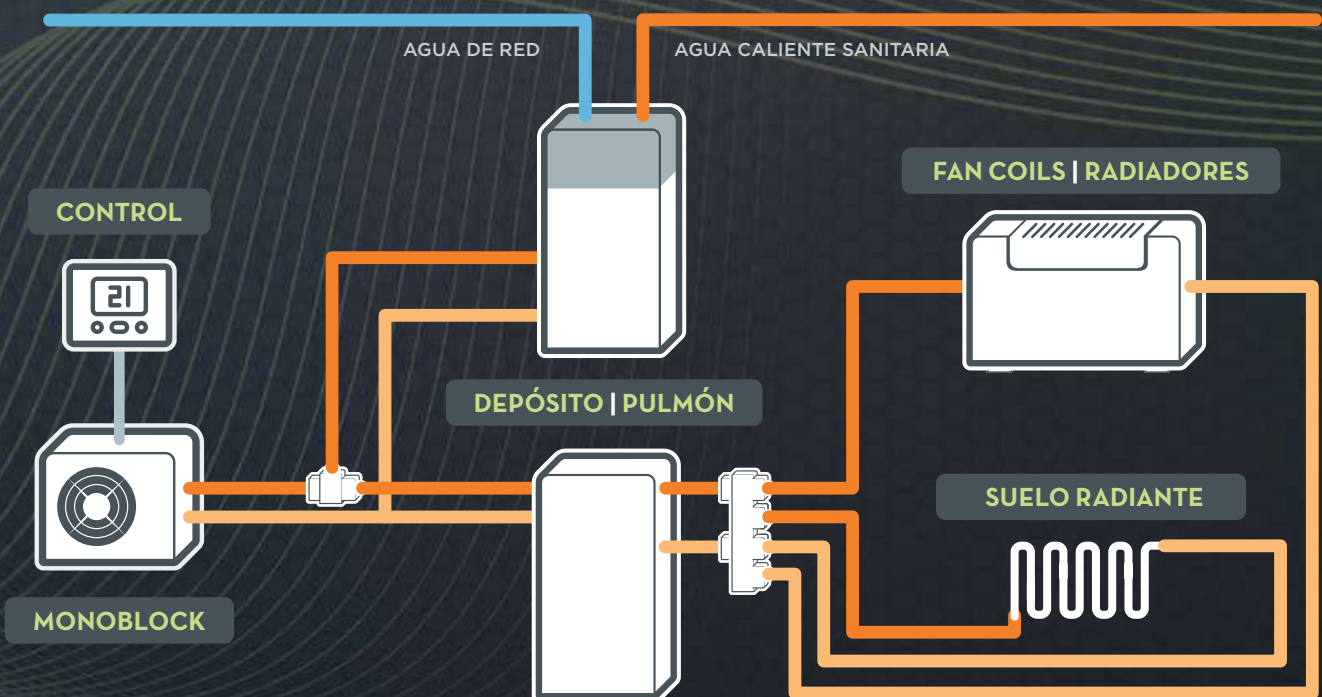 AGUA DE RED
AGUA CALIENTE SANITARIA
FAN COILS | RADIADORES
CONTROL
21
DEPÓSITO | PULMÓN
SUELO RADIANTE
MONOBLOCK